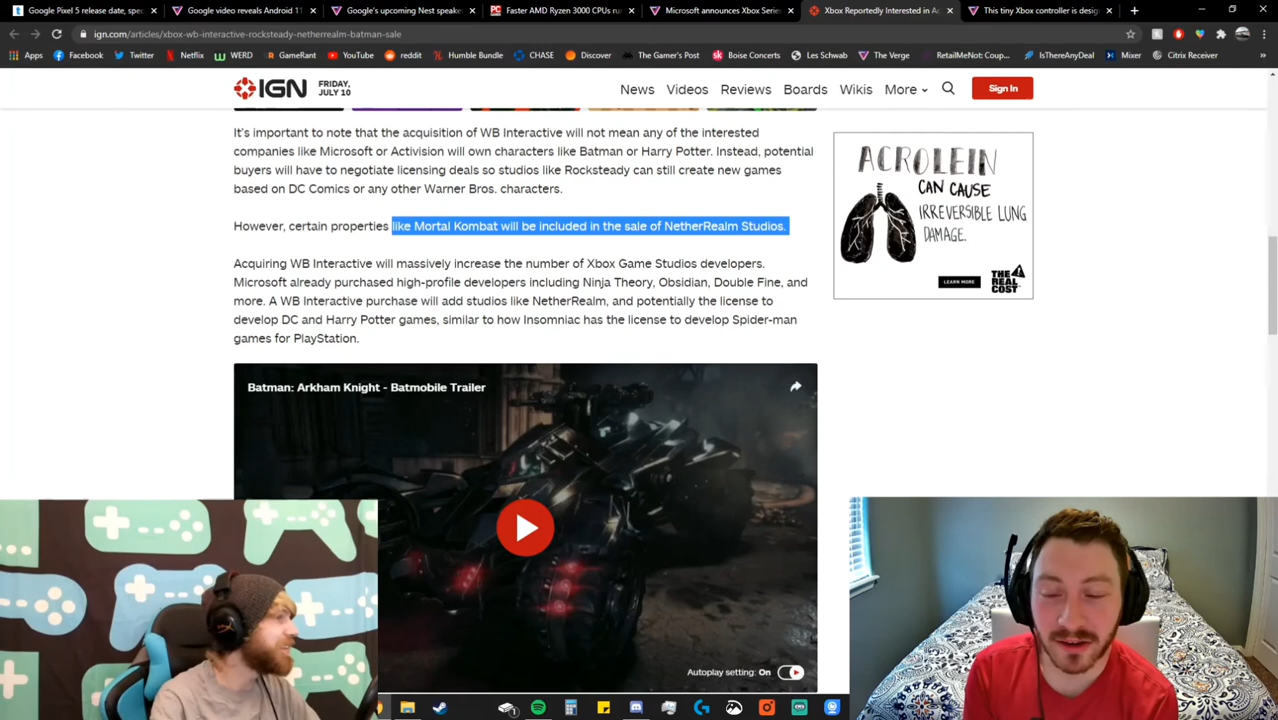 Google Pixel 5 release date, spec
Google video reveals Android 11
Google's upcoming Nest speaker
Faster AMD Ryzen 3000 CPUs ru
Microsoft announces Xbox Series
Xbox Reportedly Interested in Ac
This tiny Xbox controller is desig
ign.com/articles/xbox-wb-interactive-rocksteady-netherrealm-batman-sale
Apps Facebook Twitter Netflix WERD GameRant YouTube reddit Humble Bundle CHASE Discover The Gamer's Post Boise Concerts Les Schwab The Verge RetailMeNot: Coup... IsThereAnyDeal Mixer Citrix Receiver
IGN
FRIDAY,
JULY 10
News Videos Reviews Boards Wikis More
Sign In
It's important to note that the acquisition of WB Interactive will not mean any of the interested
companies like Microsoft or Activision will own characters like Batman or Harry Potter. Instead, potential
buyers will have to negotiate licensing deals so studios like Rocksteady can still create new games
based on DC Comics or any other Warner Bros. characters.
However, certain properties like Mortal Kombat will be included in the sale of NetherRealm Studios.
Acquiring WB Interactive will massively increase the number of Xbox Game Studios developers.
Microsoft already purchased high-profile developers including Ninja Theory, Obsidian, Double Fine, and
more. A WB Interactive purchase will add studios like NetherRealm, and potentially the license to
develop DC and Harry Potter games, similar to how Insomniac has the license to develop Spider-man
games for PlayStation.
ACROLEIN
CAN CAUSE
IRREVERSIBLE LUNG
DAMAGE.
LEARN MORE
THE
REAL
COST
Batman: Arkham Knight - Batmobile Trailer
Autoplay setting: On